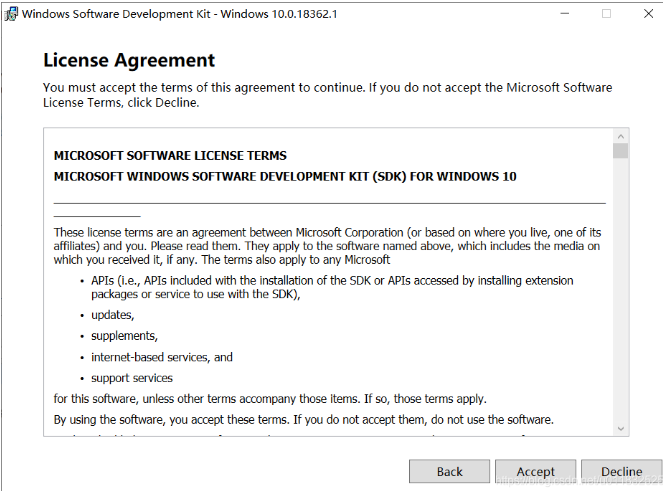 Windows Software Development Kit - Windows 10.0.18362.1
License Agreement
You must accept the terms of this agreement to continue. If you do not accept the Microsoft Software
License Terms, click Decline.
MICROSOFT SOFTWARE LICENSE TERMS
MICROSOFT WINDOWS SOFTWARE DEVELOPMENT KIT (SDK) FOR WINDOWS 10
These license terms are an agreement between Microsoft Corporation (or based on where you live, one of its
affiliates) and you. Please read them. They apply to the software named above, which includes the media on
which you received it, if any. The terms also apply to any Microsoft
• APIs (i.e., APIs included with the installation of the SDK or APIs accessed by installing extension
packages or service to use with the SDK),
• updates,
• supplements,
• internet-based services, and
• support services
for this software, unless other terms accompany those items. If so, those terms apply.
By using the software, you accept these terms. If you do not accept them, do not use the software.
Back Accept Decline